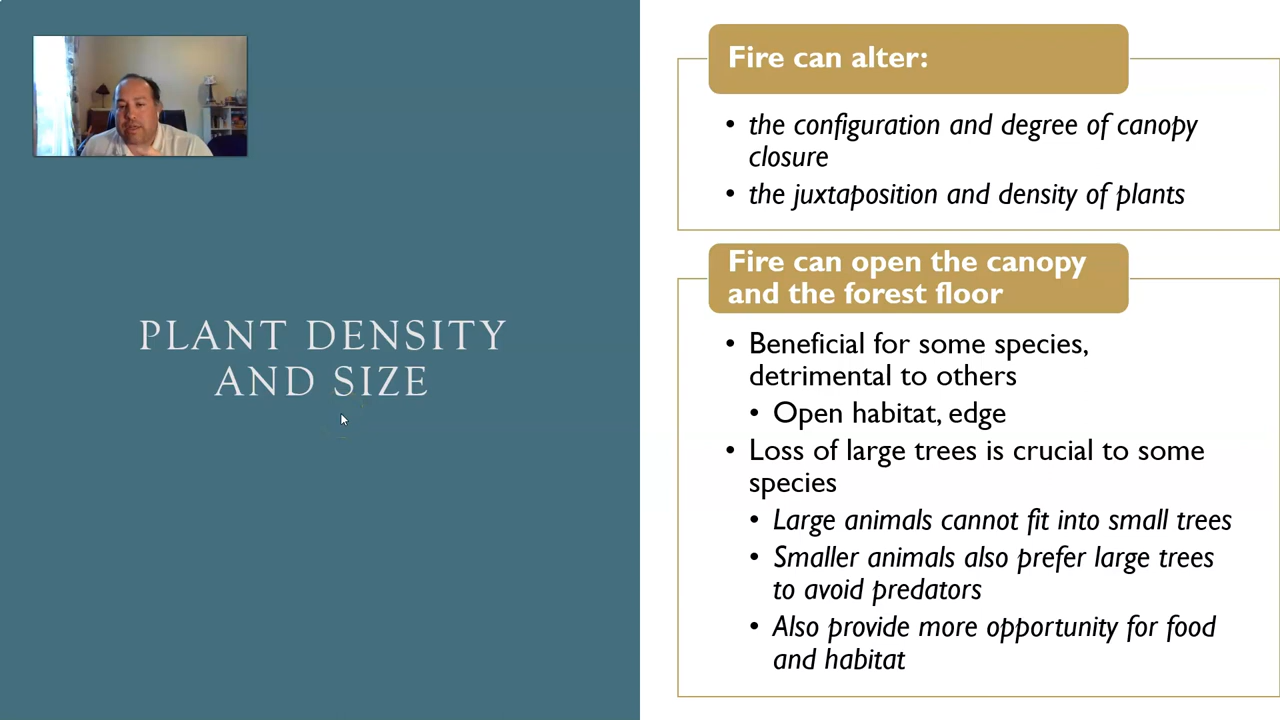 PLANT DENSITY
AND SIZE
Fire can alter:
• the configuration and degree of canopy
closure
• the juxtaposition and density of plants
Fire can open the canopy
and the forest floor
• Beneficial for some species,
detrimental to others
• Open habitat, edge
• Loss of large trees is crucial to some
species
• Large animals cannot fit into small trees
• Smaller animals also prefer large trees
to avoid predators
• Also provide more opportunity for food
and habitat